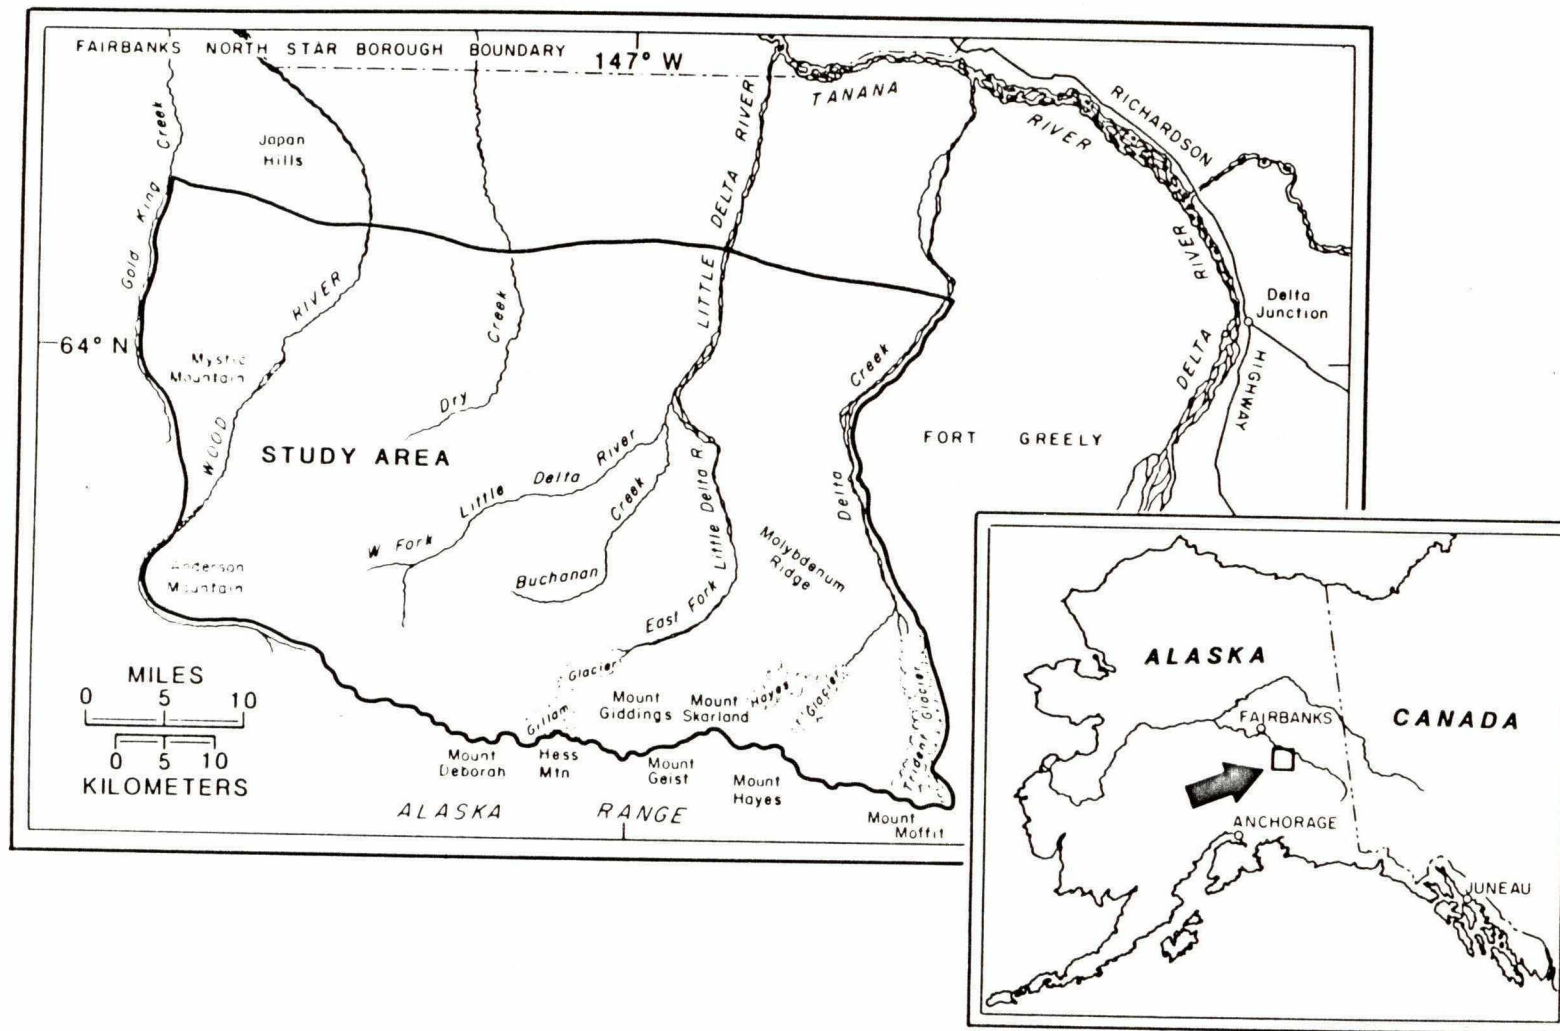 FAIRBANKS NORTH STAR BOROUGH BOUNDARY
147° W
TANANA
RIVER
RICHARDSON
HIGHWAY
Gold King Creek
Japan
Hills
LITTLE DELTA RIVER
DELTA RIVER
Delta
Junction
64° N
Mystic
Mountain
WOOD RIVER
Dry Creek
Delta Creek
FORT GREELY
STUDY AREA
W Fork Little Delta River
Buchanan Creek
East Fork Little Delta R.
Molybdenum
Ridge
Anderson
Mountain
Gillam Glacier
Mount
Giddings
Mount
Skarland
Hayes
Glacier
Trident Glacier
MILES
0 5 10
0 5 10
KILOMETERS
Mount
Deborah
Hess
Mtn
Mount
Geist
Mount
Hayes
Mount
Moffit
ALASKA RANGE
ALASKA
CANADA
FAIRBANKS
ANCHORAGE
JUNEAU